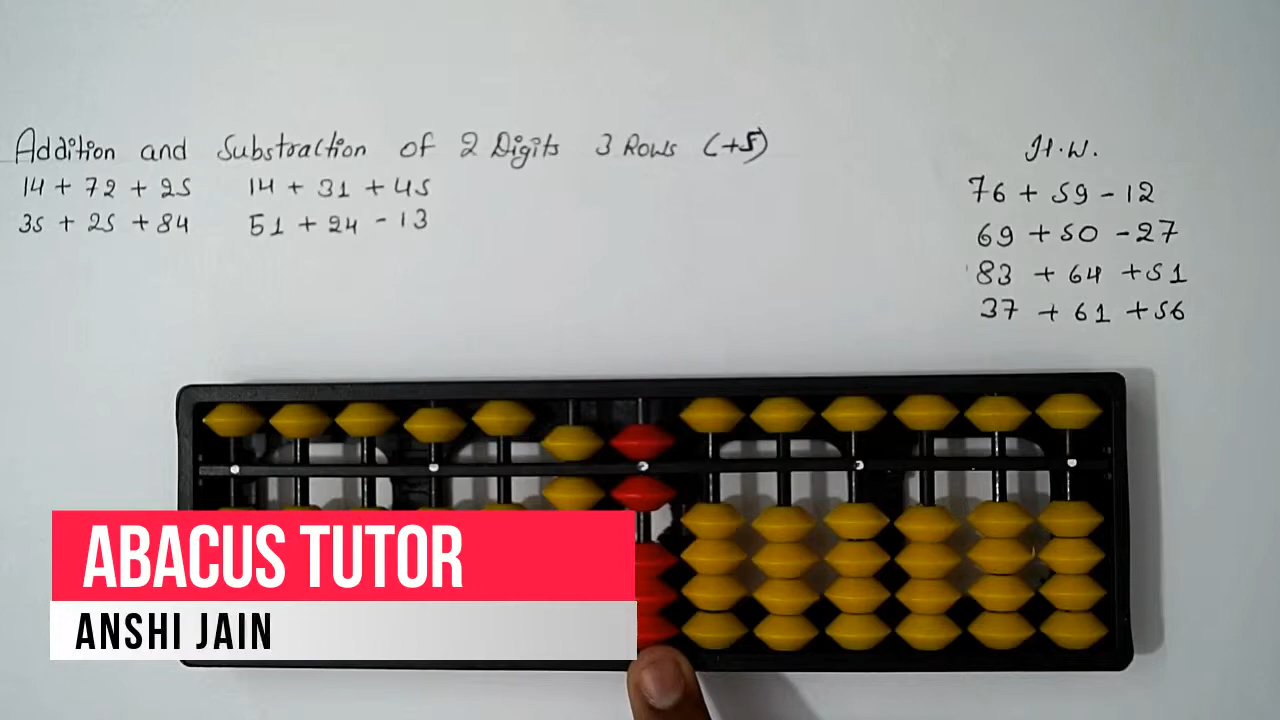 Addition and Substraction of 2 Digits 3 Rows (+5)
14 + 72 + 25 14 + 31 + 45
35 + 25 + 84 51 + 24 - 13
H.W.
76 + 59 - 12
69 + 50 - 27
83 + 64 + 51
37 + 61 + 56
ABACUS TUTOR
ANSHI JAIN